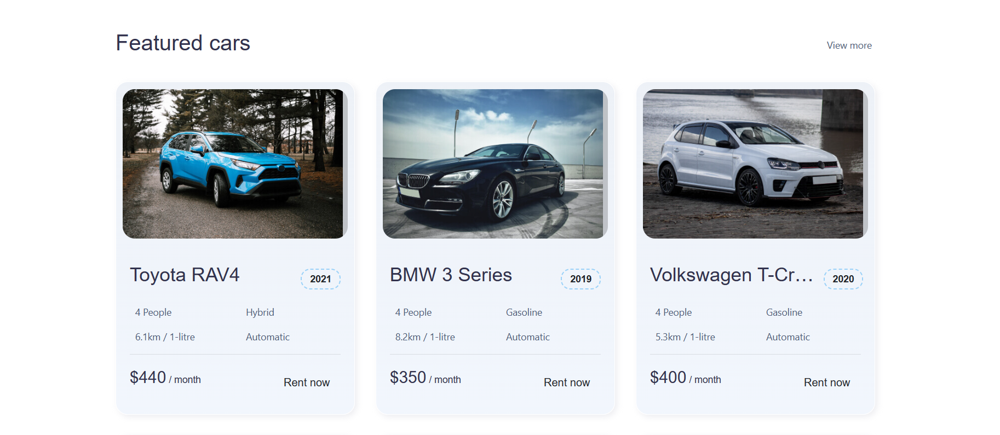 Featured cars
View more
Toyota RAV4
2021
4 People
Hybrid
6.1km / 1-litre
Automatic
$440 / month
Rent now
BMW 3 Series
2019
4 People
Gasoline
8.2km / 1-litre
Automatic
$350 / month
Rent now
Volkswagen T-Cr...
2020
4 People
Gasoline
5.3km / 1-litre
Automatic
$400 / month
Rent now